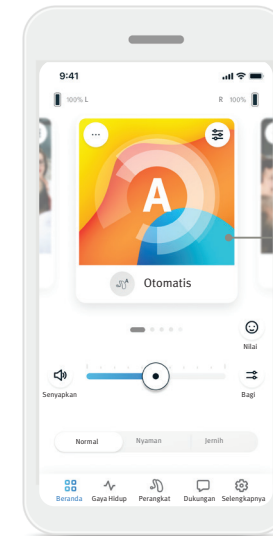 9:41
100% L
R 100%
A
Otomatis
Nilai
Senyapkan
Bagi
Normal Nyaman Jernih
Beranda Gaya Hidup Perangkat Dukungan Selengkapnya